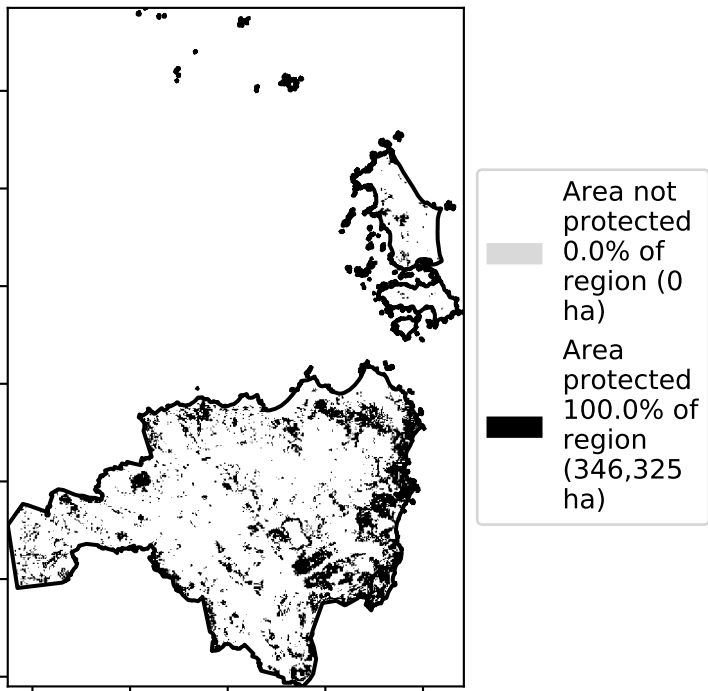 Area not
protected
0.0% of
region (0
ha)
Area
protected
100.0% of
region
(346,325
ha)